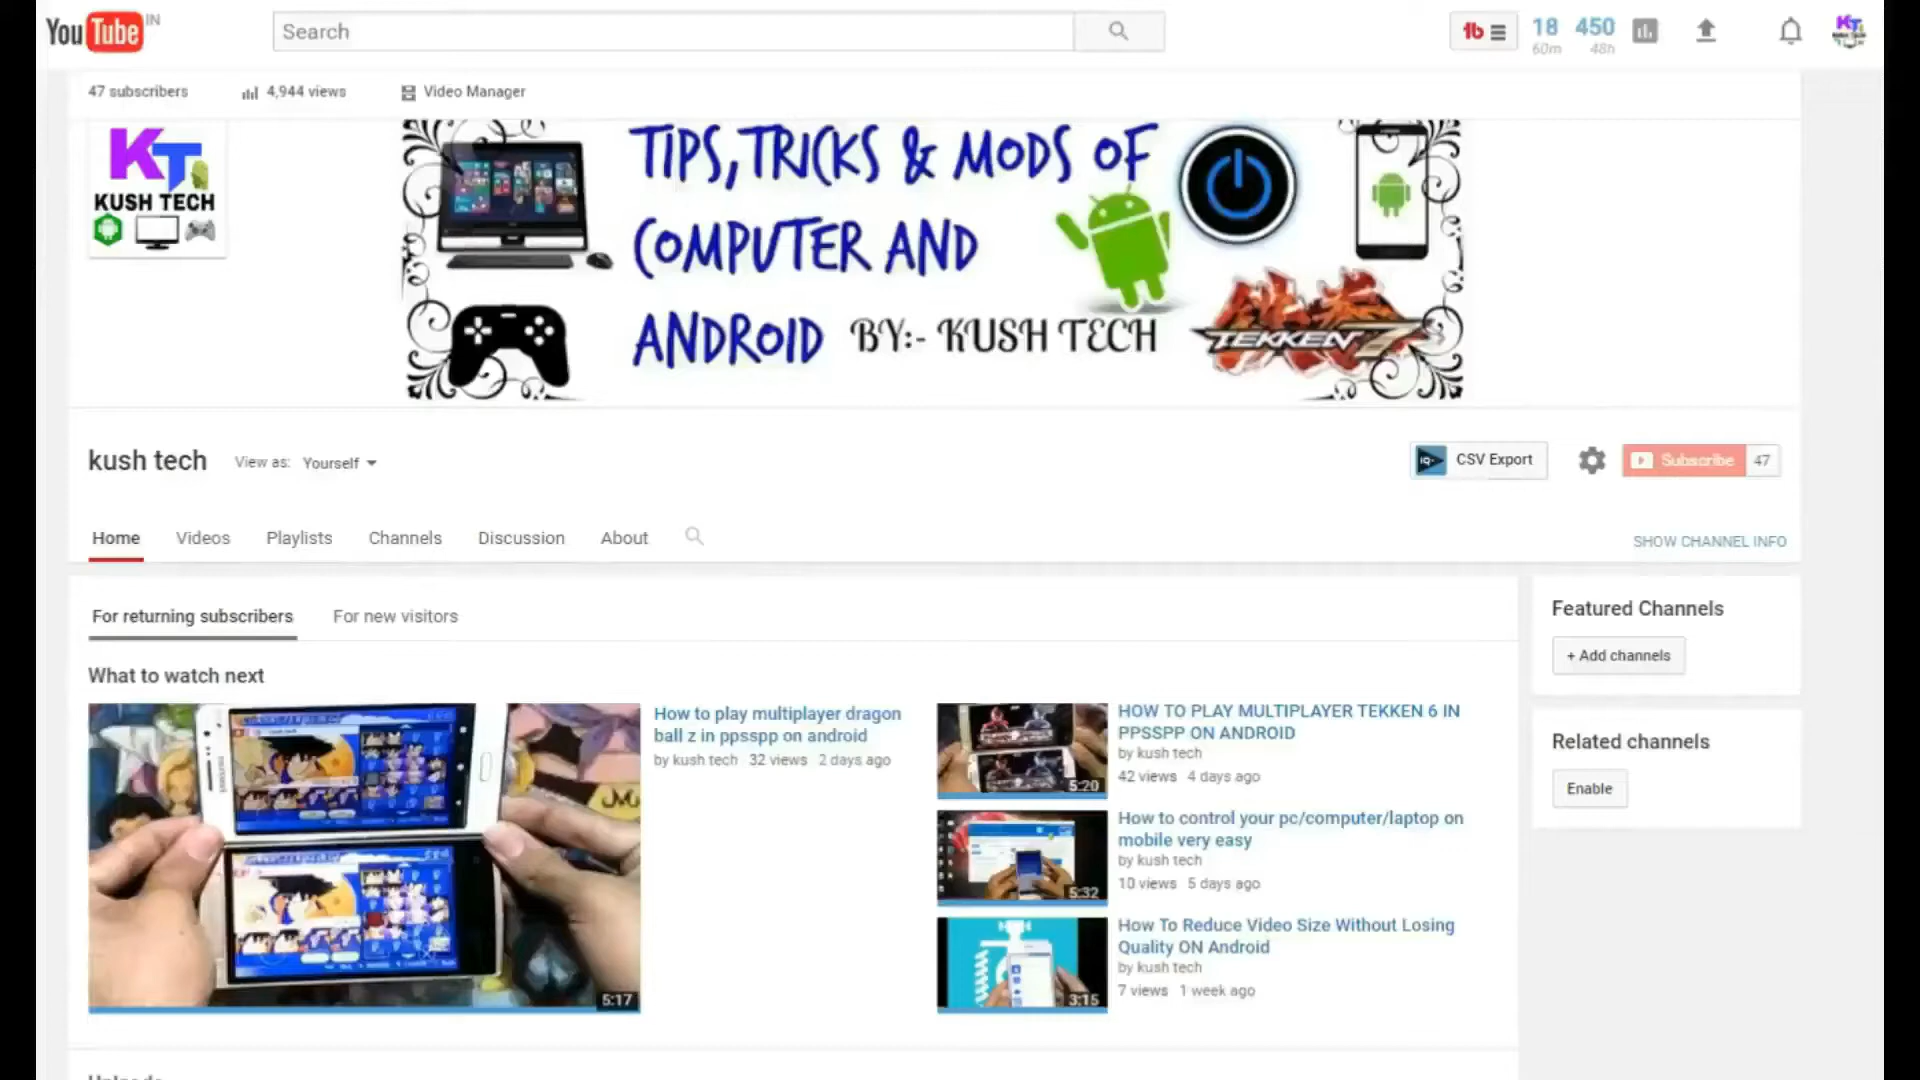 YouTube IN
Search
18 450
60m 48h
47 subscribers 4,944 views Video Manager
KT
KUSH TECH
TIPS,TRICKS & MODS OF
COMPUTER AND
ANDROID BY:- KUSH TECH
TEKKEN 7
kush tech View as: Yourself
CSV Export
Subscribe 47
Home Videos Playlists Channels Discussion About
SHOW CHANNEL INFO
For returning subscribers For new visitors
What to watch next
5:17
How to play multiplayer dragon
ball z in ppsspp on android
by kush tech 32 views 2 days ago
5:20
HOW TO PLAY MULTIPLAYER TEKKEN 6 IN
PPSSPP ON ANDROID
by kush tech
42 views 4 days ago
5:32
How to control your pc/computer/laptop on
mobile very easy
by kush tech
10 views 5 days ago
3:15
How To Reduce Video Size Without Losing
Quality ON Android
by kush tech
7 views 1 week ago
Featured Channels
+ Add channels
Related channels
Enable